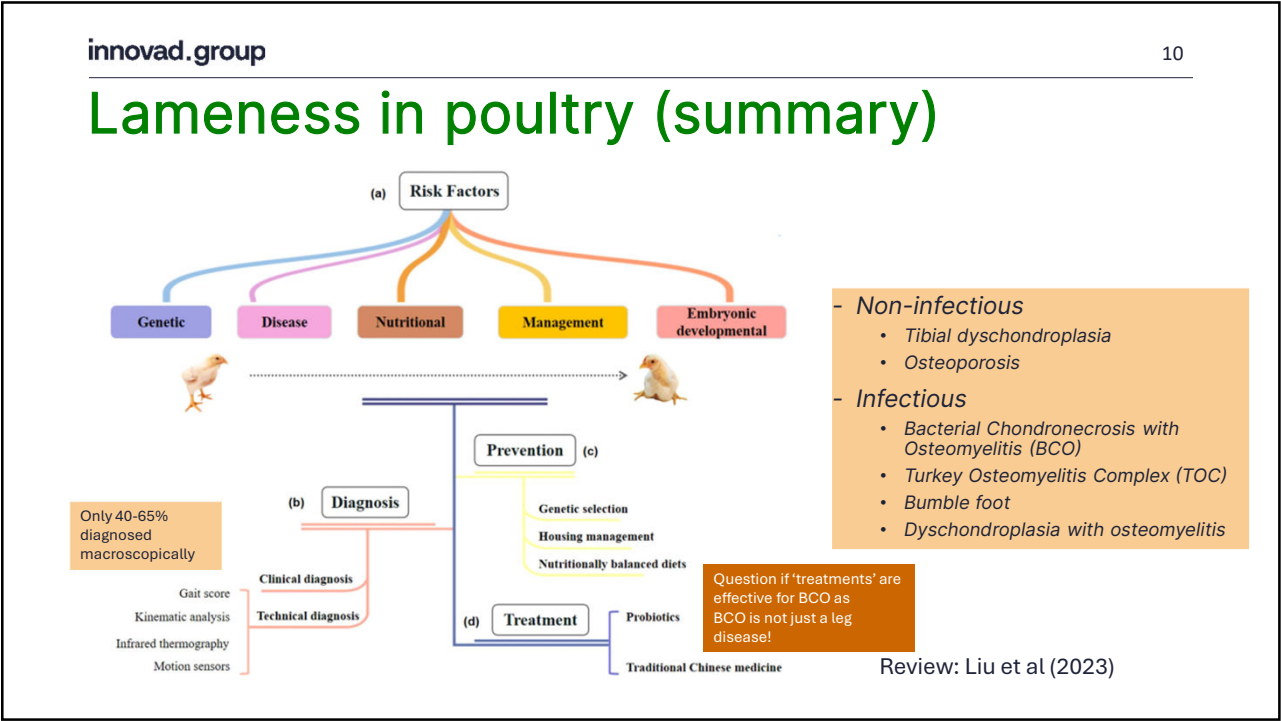 innovad.group
10
Lameness in poultry (summary)
(a)
Risk Factors
Genetic
Disease
Nutritional
Management
Embryonic
developmental
- Non-infectious
• Tibial dyschondroplasia
• Osteoporosis
- Infectious
• Bacterial Chondronecrosis with
Osteomyelitis (BCO)
• Turkey Osteomyelitis Complex (TOC)
• Bumble foot
• Dyschondroplasia with osteomyelitis
Prevention (c)
Genetic selection
Housing management
Nutritionally balanced diets
(b) Diagnosis
Only 40-65%
diagnosed
macroscopically
Clinical diagnosis
Technical diagnosis
Gait score
Kinematic analysis
Infrared thermography
Motion sensors
(d) Treatment
Probiotics
Traditional Chinese medicine
Question if ‘treatments’ are
effective for BCO as
BCO is not just a leg
disease!
Review: Liu et al (2023)